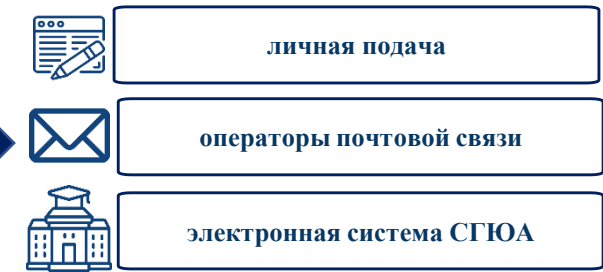 личная подача
операторы почтовой связи
электронная система СГЮА